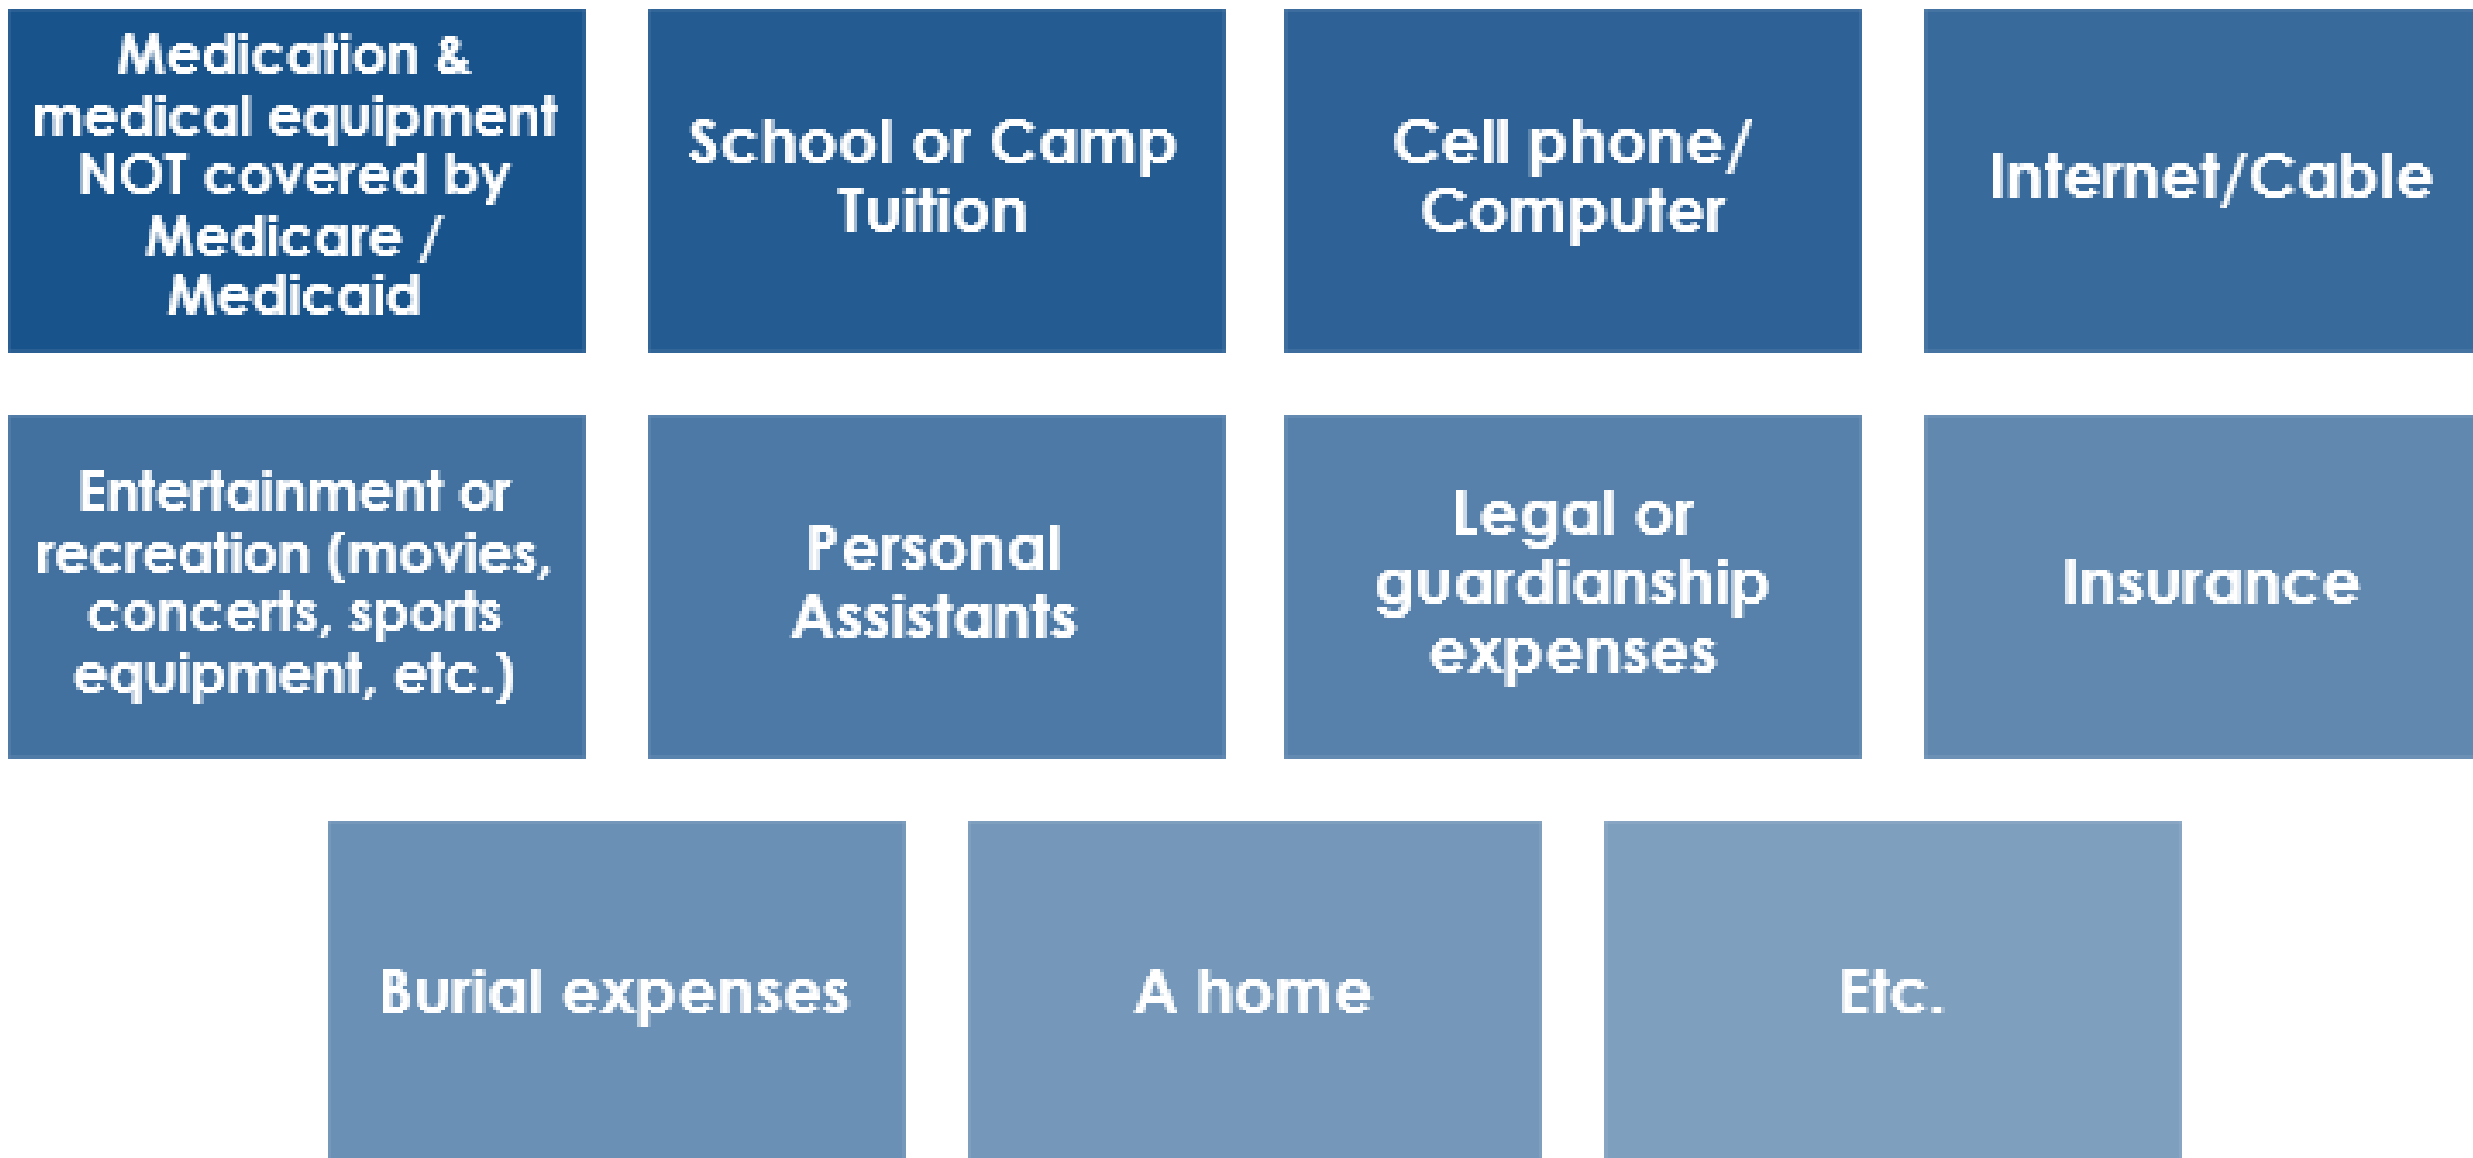 Medication &
medical equipment
NOT covered by
Medicare /
Medicaid
School or Camp
Tuition
Cell phone/
Computer
Internet/Cable
Entertainment or
recreation (movies,
concerts, sports
equipment, etc.)
Personal
Assistants
Legal or
guardianship
expenses
Insurance
Burial expenses
A home
Etc.